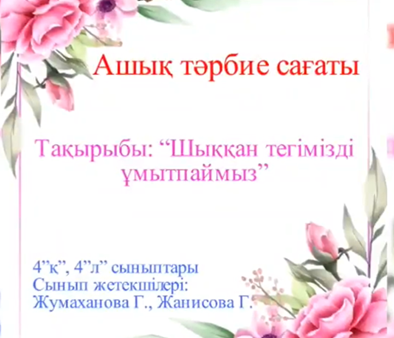 Ашық тәрбие сағаты
Тақырыбы: “Шыққан тегімізді
ұмытпаймыз”
4”қ”, 4”л” сыныптары
Сынып жетекшілері:
Жумаханова Г., Жанисова Г.